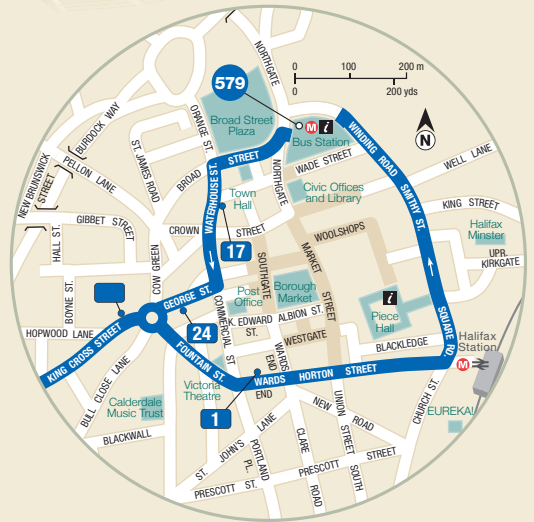 NORTHGATE
0 100 200 m
0 200 yds
579
N
BURDOCK WAY
ORANGE ST.
Broad Street
Plaza
M i
Bus Station
WINDING ROAD
SMITHY ST.
ST. JAMES ROAD
PELLON LANE
NEW BRUNSWICK
STREET
BROAD
STREET
NORTHGATE
WADE STREET
WELL LANE
Civic Offices
and Library
Town
Hall
WATERHOUSE ST.
GIBBET STREET
CROWN
STREET
KING STREET
Halifax
Minster
UPR.
KIRKGATE
HALL ST.
COW GREEN
17
WOOLSHOPS
SOUTHGATE
MARKET
STREET
BOYNE ST.
GEORGE ST.
Post
Office
Borough
Market
i
Piece
Hall
HOPWOOD LANE
24
COMMERCIAL ST
K. EDWARD
ST.
ALBION ST.
WESTGATE
BLACKLEDGE
SQUARE RD.
Halifax
Station
M
KING CROSS STREET
FOUNTAIN ST.
WARDS
END
WARDS
END
HORTON STREET
BULL CLOSE LANE
Victoria
Theatre
Calderdale
Music Trust
1
NEW ROAD
CHURCH ST.
EUREKA!
BLACKWALL
ST. JOHN'S LANE
PORTLAND
PL.
CLARE
ROAD
UNION STREET SOUTH
PRESCOTT STREET
PRESCOTT ST.